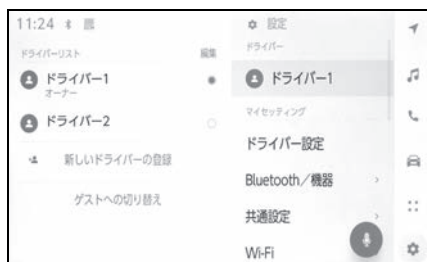 11:24
ドライバーリスト
編集
ドライバー1
オーナー
ドライバー2
新しいドライバーの登録
ゲストへの切り替え
設定
ドライバー
ドライバー1
マイセッティング
ドライバー設定
Bluetooth／機器
共通設定
Wi-Fi